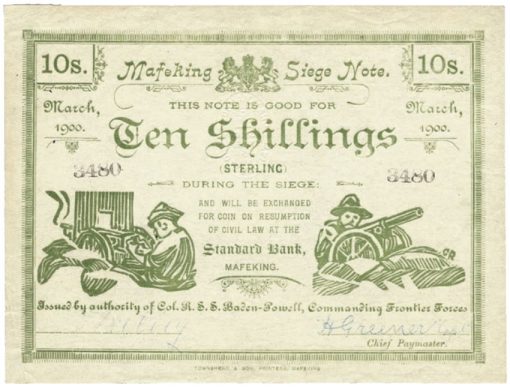 10s. Mafeking Siege Note. 10s.
March, 1900. THIS NOTE IS GOOD FOR March, 1900.
Ten Shillings
3480 (STERLING) 3480
DURING THE SIEGE:
AND WILL BE EXCHANGED
FOR COIN ON RESUMPTION
OF CIVIL LAW AT THE
Standard Bank,
MAFEKING.
CR
Issued by authority of Col. R. S. S. Baden-Powell, Commanding Frontier Forces
H Greener
Chief Paymaster.
TOWNSHEND & SON, PRINTERS, MAFEKING